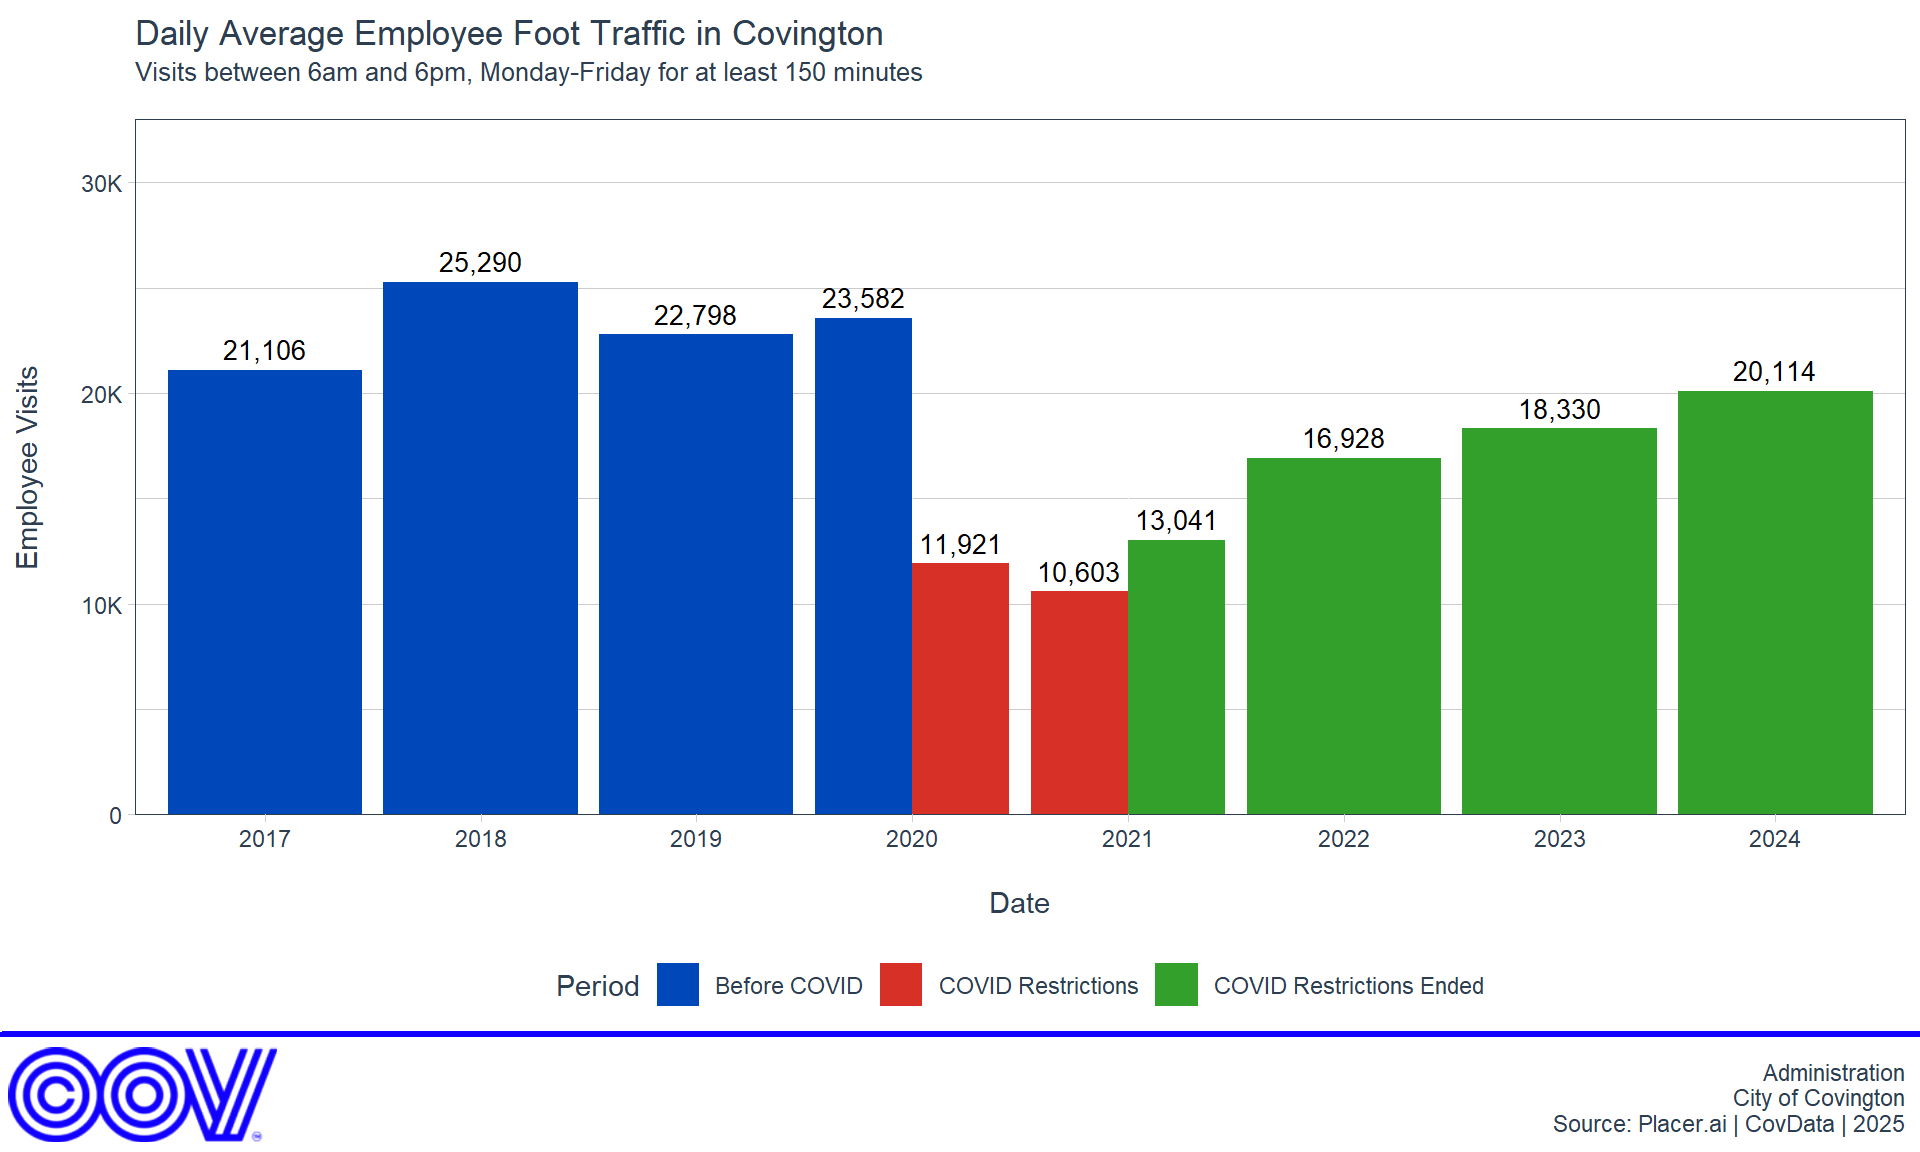 Daily Average Employee Foot Traffic in Covington
Visits between 6am and 6pm, Monday-Friday for at least 150 minutes
Employee Visits
30K
20K
10K
0
21,106
25,290
22,798
23,582
11,921
10,603
13,041
16,928
18,330
20,114
2017
2018
2019
2020
2021
2022
2023
2024
Date
Period
Before COVID
COVID Restrictions
COVID Restrictions Ended
COV
Administration
City of Covington
Source: Placer.ai | CovData | 2025